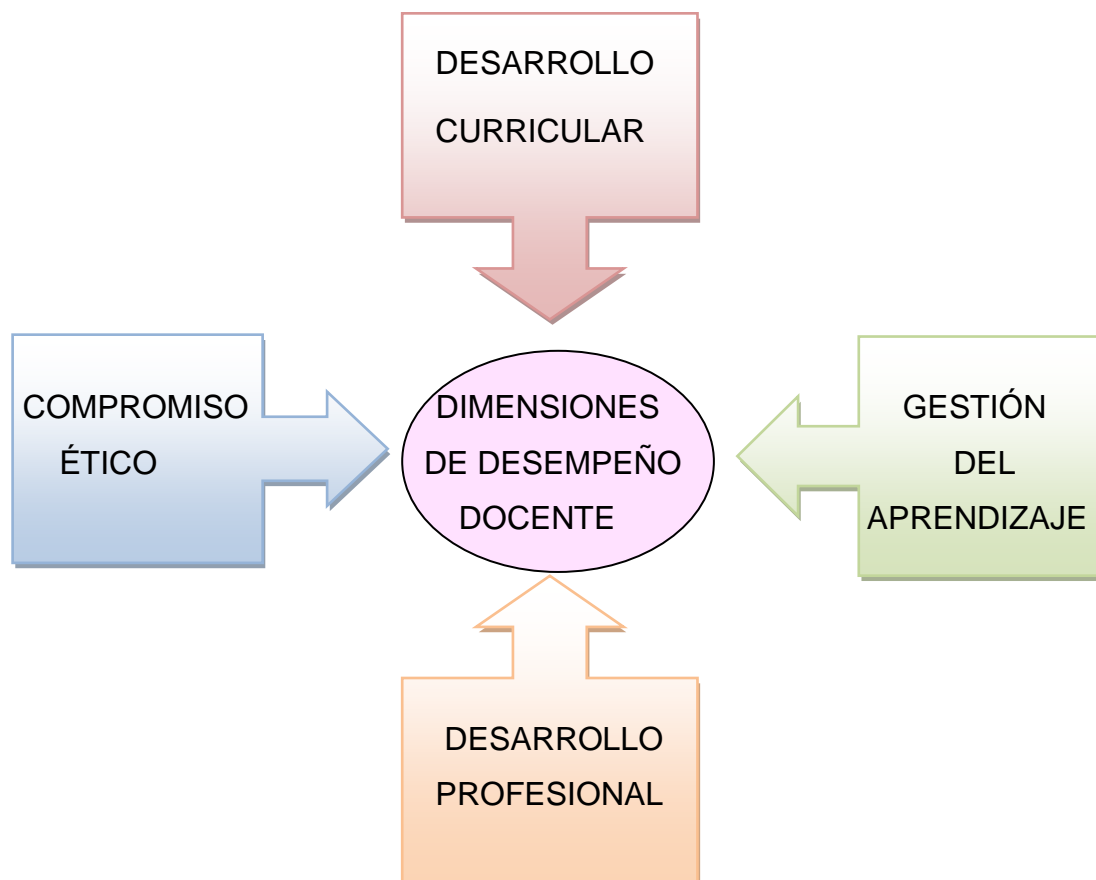 DESARROLLO
CURRICULAR
COMPROMISO
ÉTICO
DIMENSIONES
DE DESEMPEÑO
DOCENTE
GESTIÓN
DEL
APRENDIZAJE
DESARROLLO
PROFESIONAL